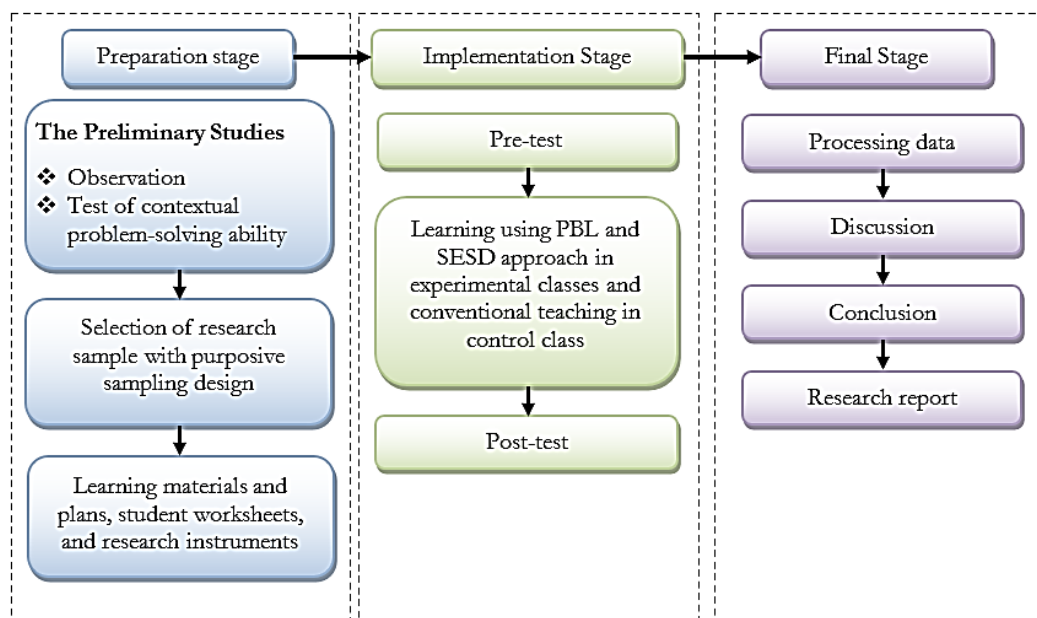 Preparation stage
The Preliminary Studies
❖ Observation
❖ Test of contextual
problem-solving ability
Selection of research
sample with purposive
sampling design
Learning materials and
plans, student worksheets,
and research instruments
Implementation Stage
Pre-test
Learning using PBL and
SESD approach in
experimental classes and
conventional teaching in
control class
Post-test
Final Stage
Processing data
Discussion
Conclusion
Research report